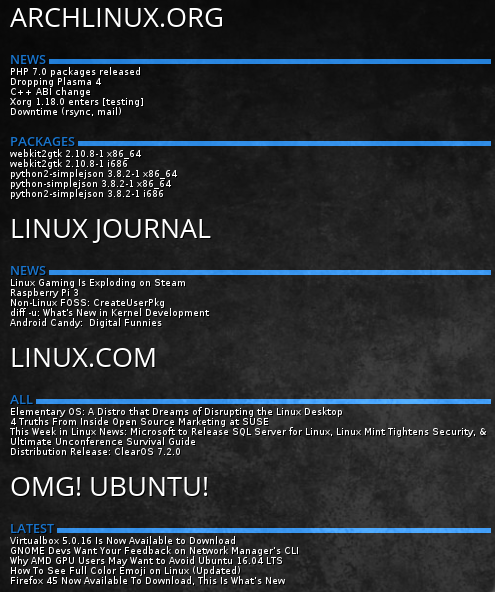 ARCHLINUX.ORG
NEWS
PHP 7.0 packages released
Dropping Plasma 4
C++ ABI change
Xorg 1.18.0 enters [testing]
Downtime (rsync, mail)
PACKAGES
webkit2gtk 2.10.8-1 x86_64
webkit2gtk 2.10.8-1 i686
python2-simplejson 3.8.2-1 x86_64
python-simplejson 3.8.2-1 x86_64
python2-simplejson 3.8.2-1 i686
LINUX JOURNAL
NEWS
Linux Gaming Is Exploding on Steam
Raspberry Pi 3
Non-Linux FOSS: CreateUserPkg
diff -u: What's New in Kernel Development
Android Candy:  Digital Funnies
LINUX.COM
ALL
Elementary OS: A Distro that Dreams of Disrupting the Linux Desktop
4 Truths From Inside Open Source Marketing at SUSE
This Week in Linux News: Microsoft to Release SQL Server for Linux, Linux Mint Tightens Security, &
Ultimate Unconference Survival Guide
Distribution Release: ClearOS 7.2.0
OMG! UBUNTU!
LATEST
Virtualbox 5.0.16 Is Now Available to Download
GNOME Devs Want Your Feedback on Network Manager's CLI
Why AMD GPU Users May Want to Avoid Ubuntu 16.04 LTS
How To See Full Color Emoji on Linux (Updated)
Firefox 45 Now Available To Download, This Is What's New